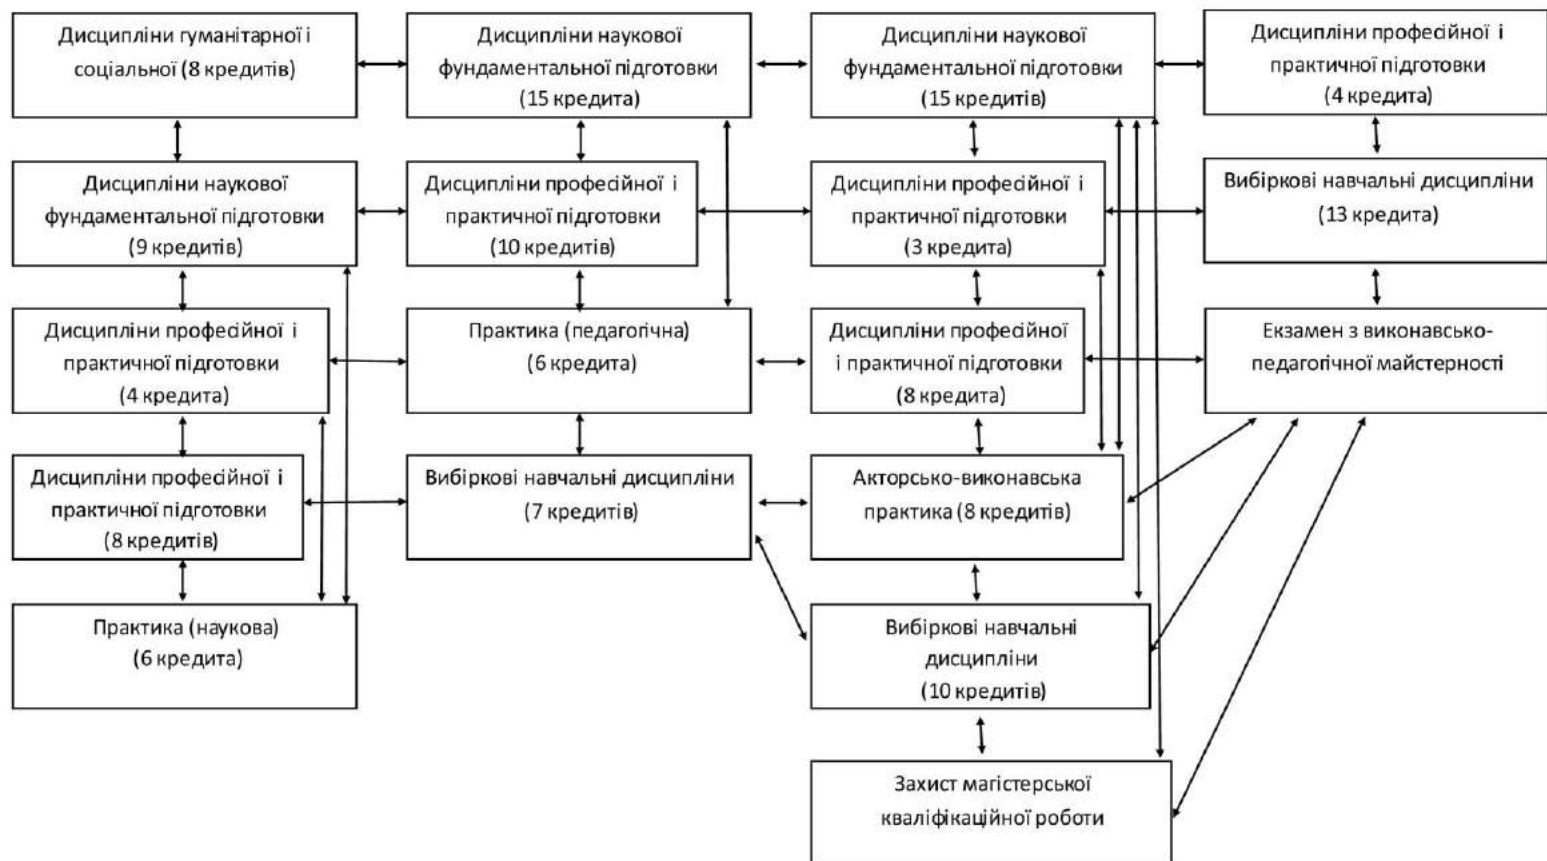 Дисципліни гуманітарної і
соціальної (8 кредитів)
Дисципліни наукової
фундаментальної підготовки
(15 кредита)
Дисципліни наукової
фундаментальної підготовки
(15 кредитів)
Дисципліни професійної і
практичної підготовки
(4 кредита)
Дисципліни наукової
фундаментальної підготовки
(9 кредитів)
Дисципліни професійної і
практичної підготовки
(10 кредитів)
Дисципліни професійної і
практичної підготовки
(3 кредита)
Вибіркові навчальні дисципліни
(13 кредита)
Дисципліни професійної і
практичної підготовки
(4 кредита)
Практика (педагогічна)
(6 кредита)
Дисципліни професійної
і практичної підготовки
(8 кредита)
Екзамен з виконавсько-
педагогічної майстерності
Дисципліни професійної і
практичної підготовки
(8 кредитів)
Вибіркові навчальні дисципліни
(7 кредитів)
Акторсько-виконавська
практика (8 кредитів)
Практика (наукова)
(6 кредита)
Вибіркові навчальні
дисципліни
(10 кредитів)
Захист магістерської
кваліфікаційної роботи